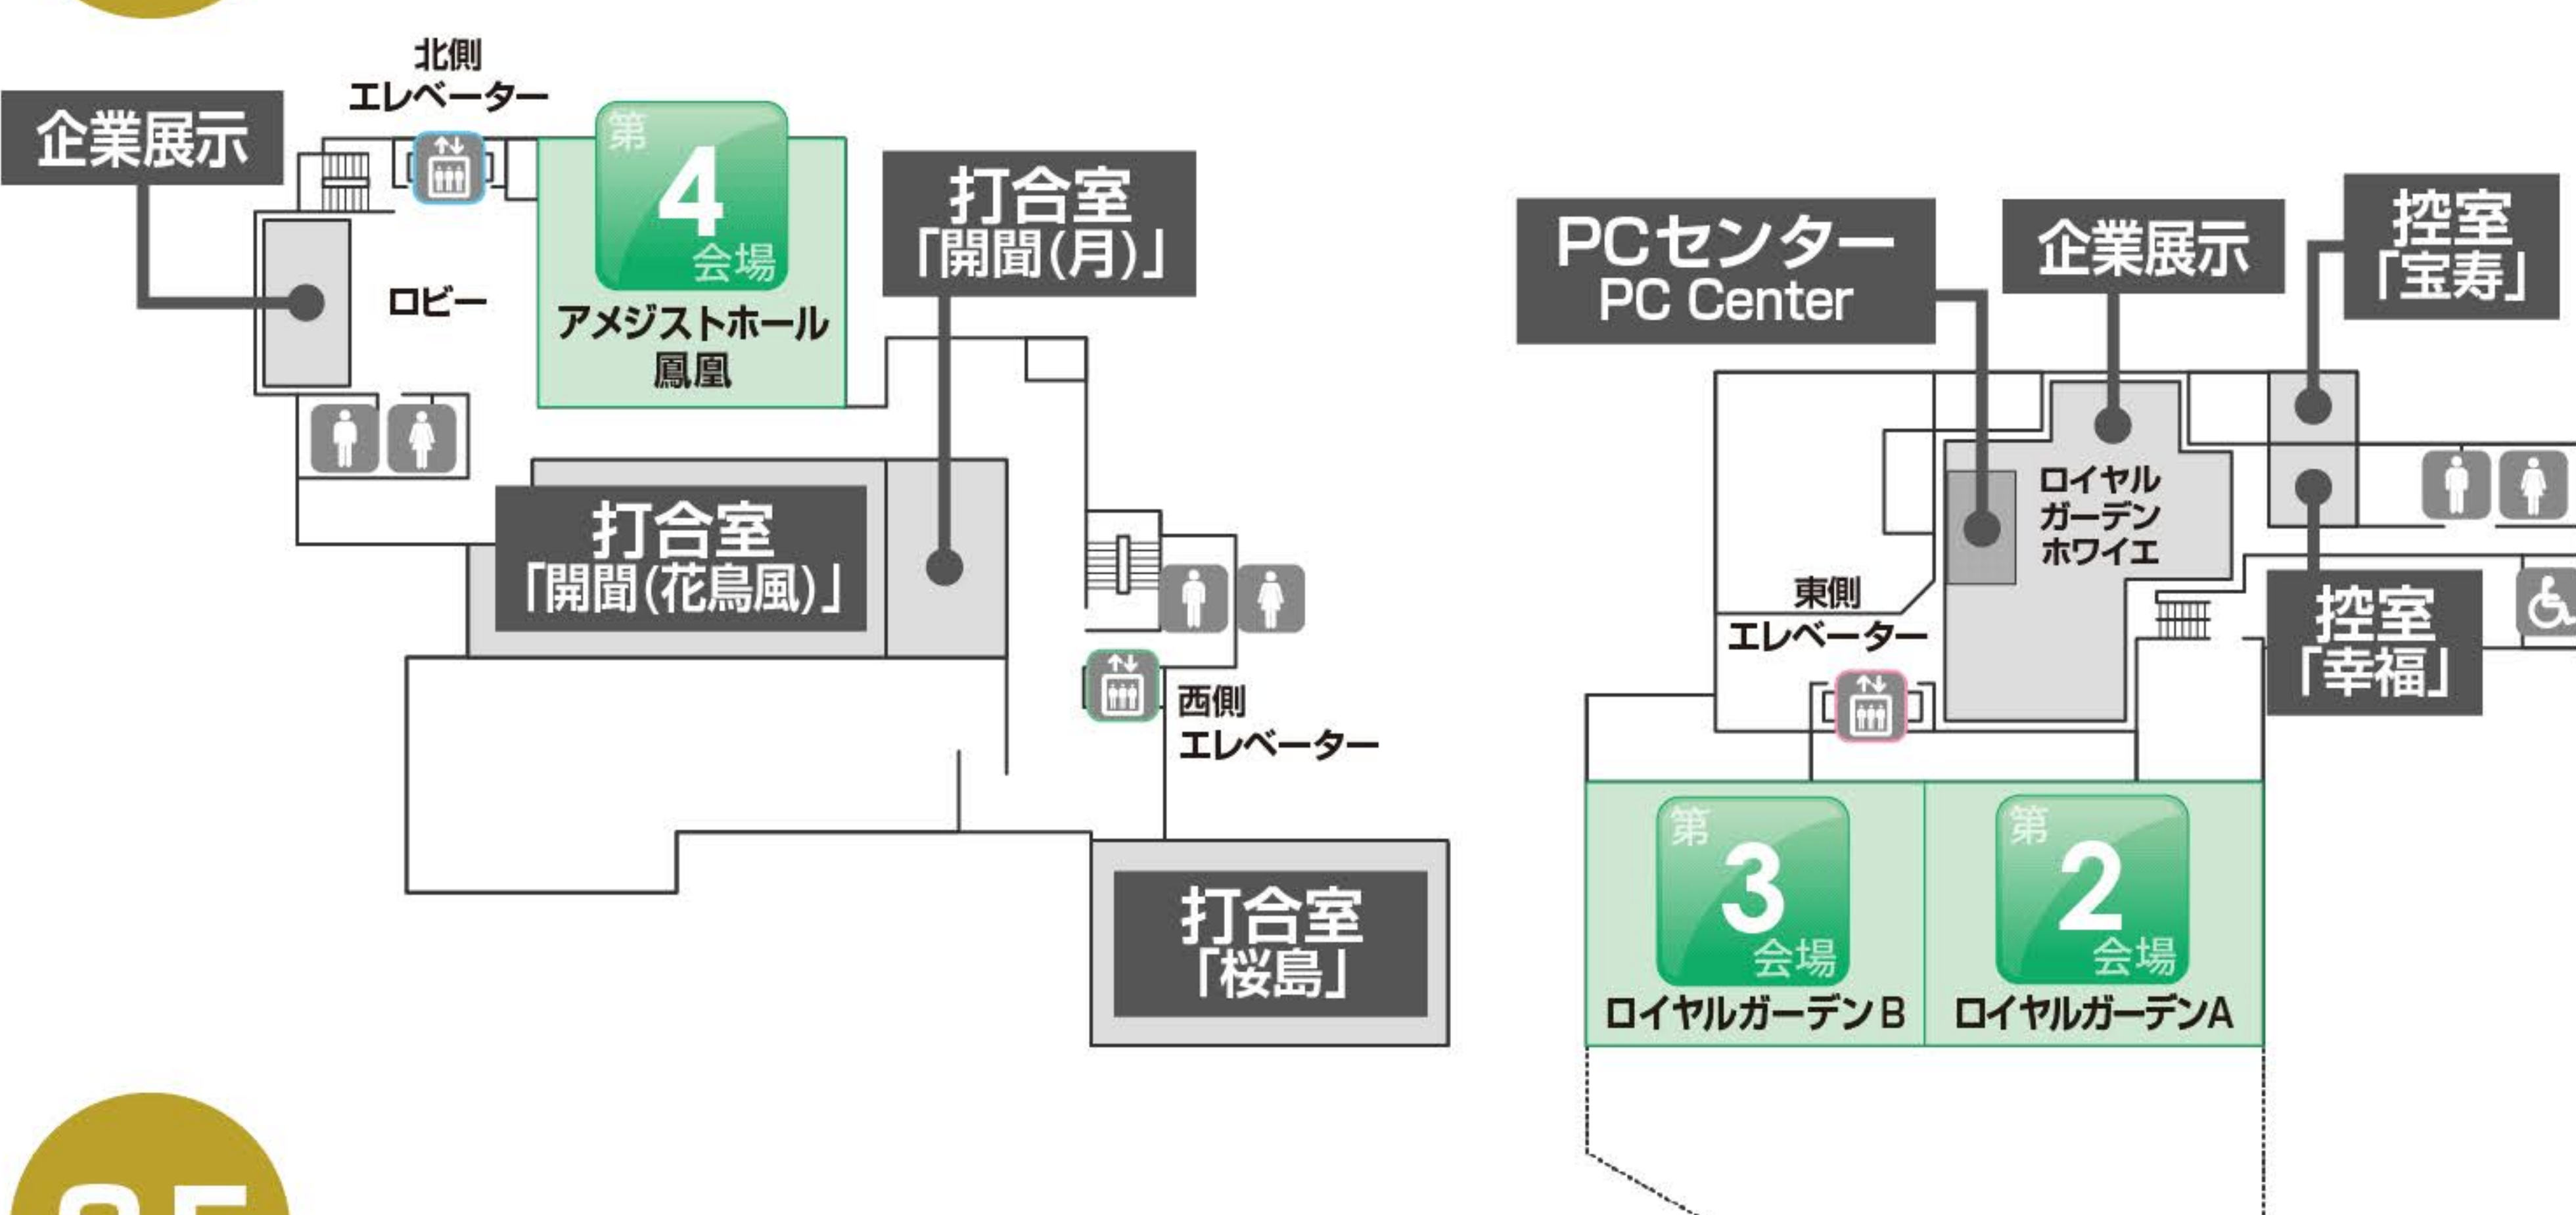 北側
エレベーター
企業展示
第
4
会場
アメジストホール
鳳凰
ロビー
打合室
「開聞(月)」
打合室
「開聞(花鳥風)」
西側
エレベーター
打合室
「桜島」
PCセンター
PC Center
企業展示
控室
「宝寿」
ロイヤル
ガーデン
ホワイエ
東側
エレベーター
控室
「幸福」
第
3
会場
ロイヤルガーデンB
第
2
会場
ロイヤルガーデンA